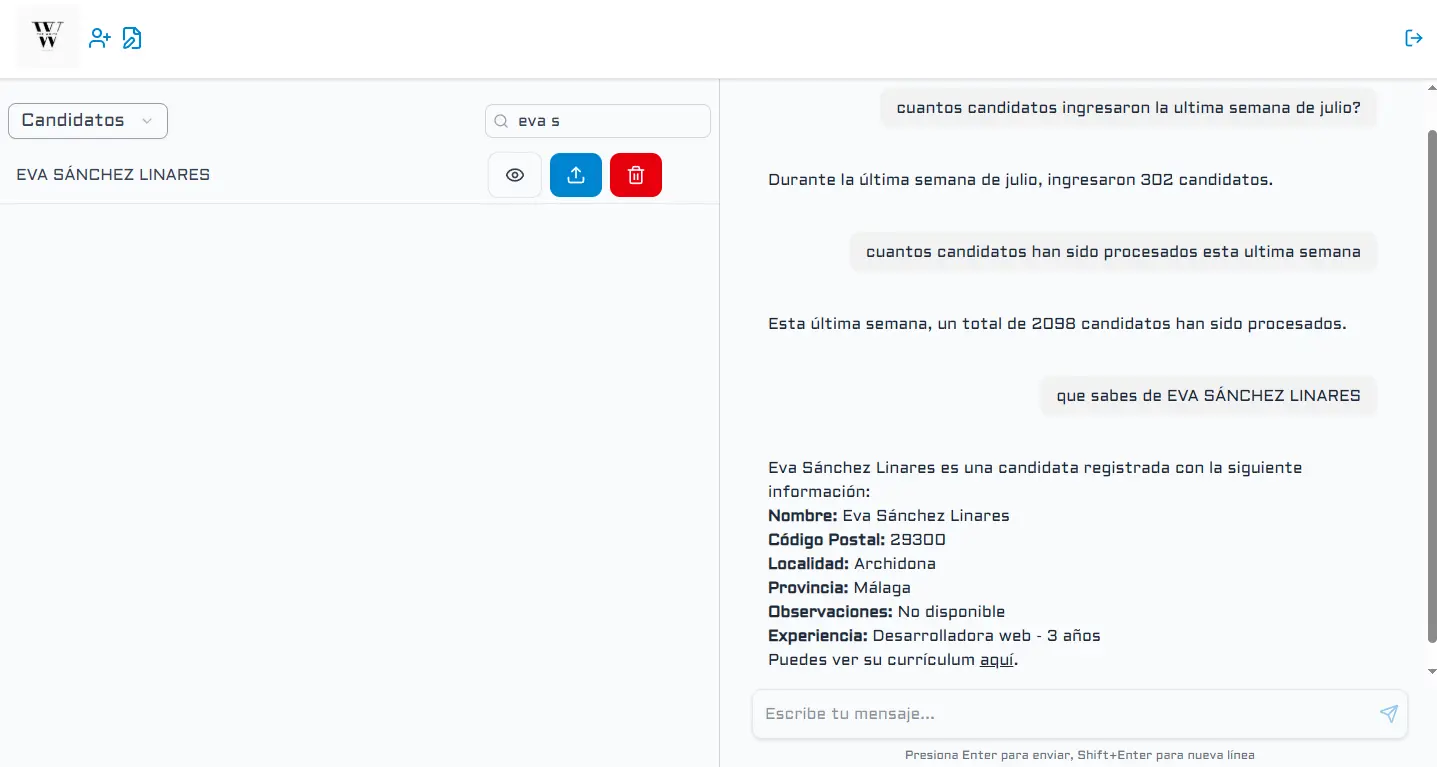 W
W
Candidatos
eva s
EVA SÁNCHEZ LINARES
cuantos candidatos ingresaron la ultima semana de julio?
Durante la última semana de julio, ingresaron 302 candidatos.
cuantos candidatos han sido procesados esta ultima semana
Esta última semana, un total de 2098 candidatos han sido procesados.
que sabes de EVA SÁNCHEZ LINARES
Eva Sánchez Linares es una candidata registrada con la siguiente
información:
Nombre: Eva Sánchez Linares
Código Postal: 29300
Localidad: Archidona
Provincia: Málaga
Observaciones: No disponible
Experiencia: Desarrolladora web - 3 años
Puedes ver su currículum aquí.
Escribe tu mensaje...
Presiona Enter para enviar, Shift+Enter para nueva línea